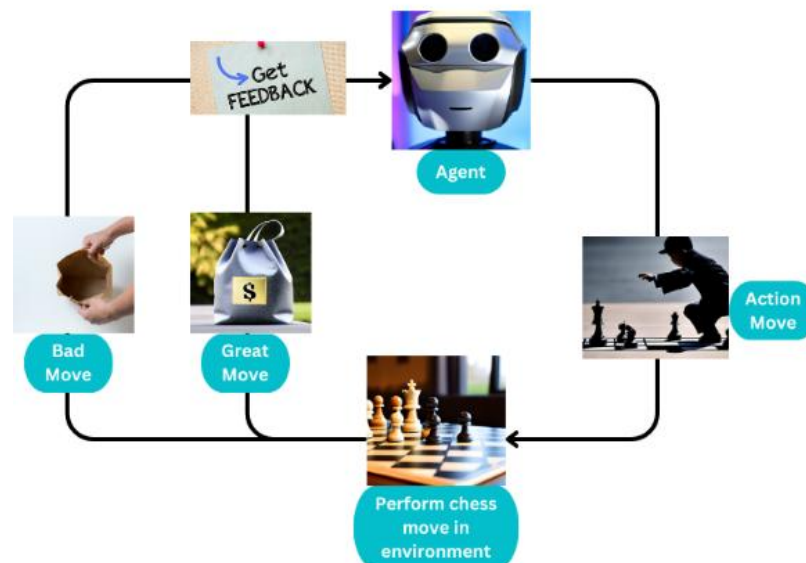 Get
FEEDBACK
Agent
Action
Move
$
Bad
Move
Great
Move
Perform chess
move in
environment